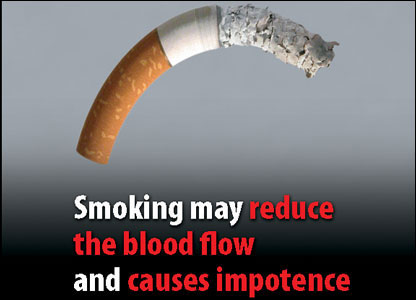 Smoking may reduce
the blood flow
and causes impotence